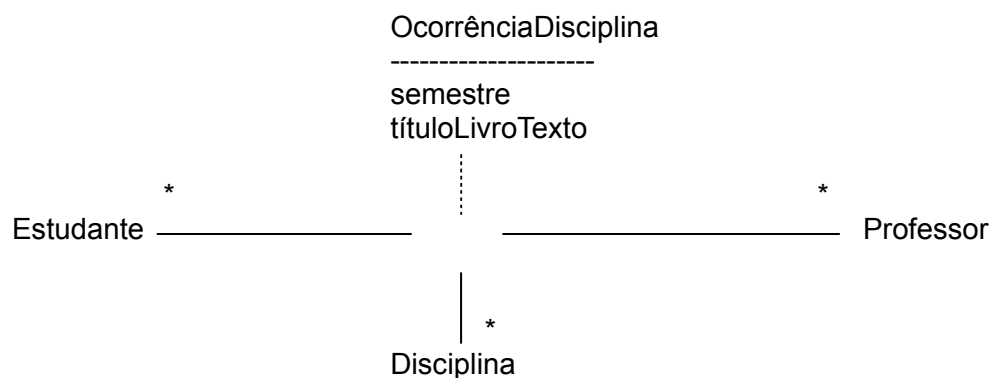 OcorrênciaDisciplina
---------------------
semestre
títuloLivroTexto
* *
Estudante Professor
*
Disciplina